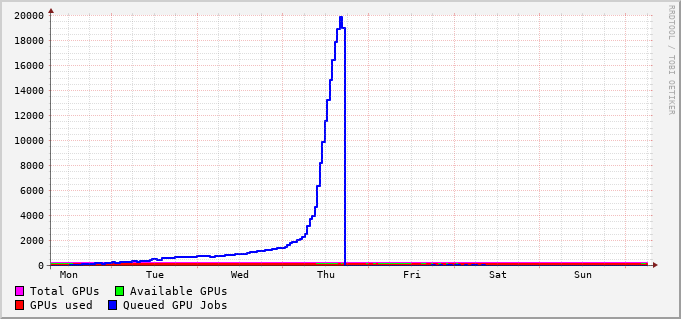 20000
18000
16000
14000
12000
10000
8000
6000
4000
2000
0
Mon Tue Wed Thu Fri Sat Sun
Total GPUs Available GPUs
GPUs used Queued GPU Jobs
RRDTOOL / TOBI OETIKER